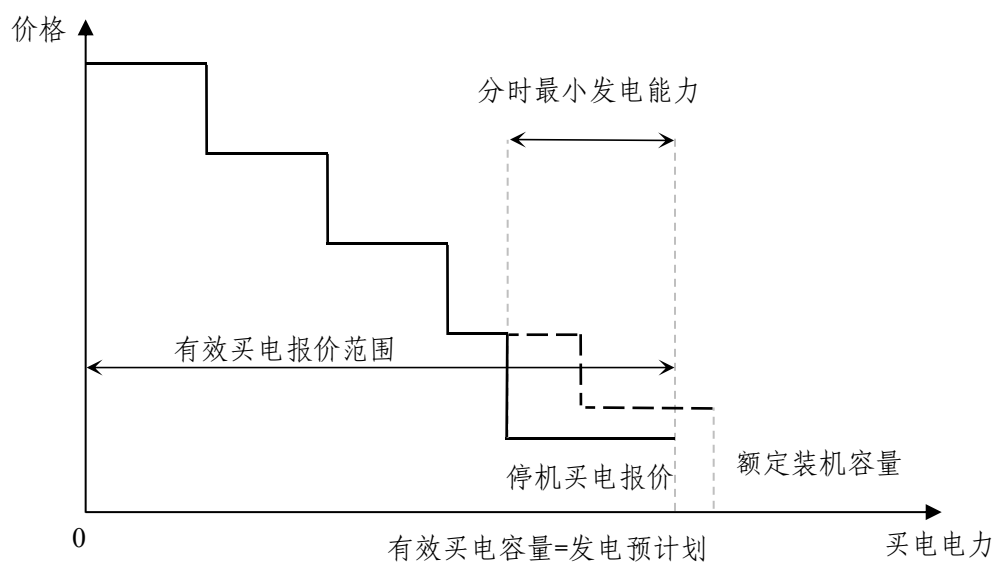 价格
分时最小发电能力
有效买电报价范围
停机买电报价
额定装机容量
0
有效买电容量=发电预计划
买电电力